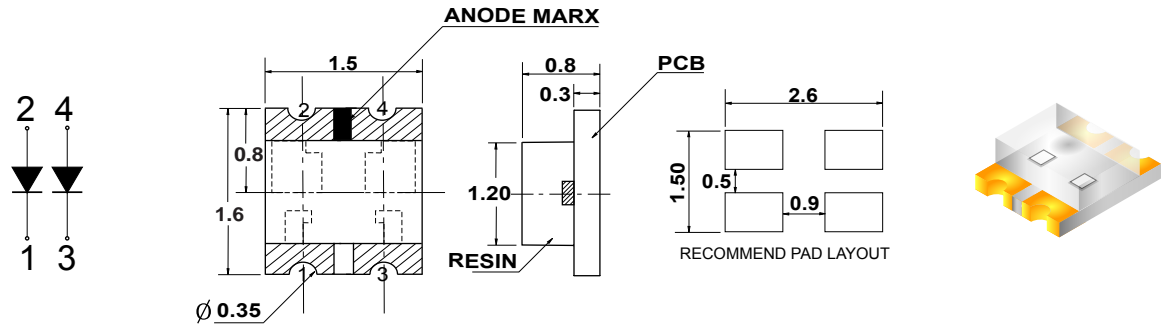 ANODE MARX
2 4
1 3
1.5
2 4
0.8
1.6
1 3
Ø 0.35
0.8
0.3
PCB
1.20
RESIN
2.6
1.50
0.5
0.9
RECOMMEND PAD LAYOUT